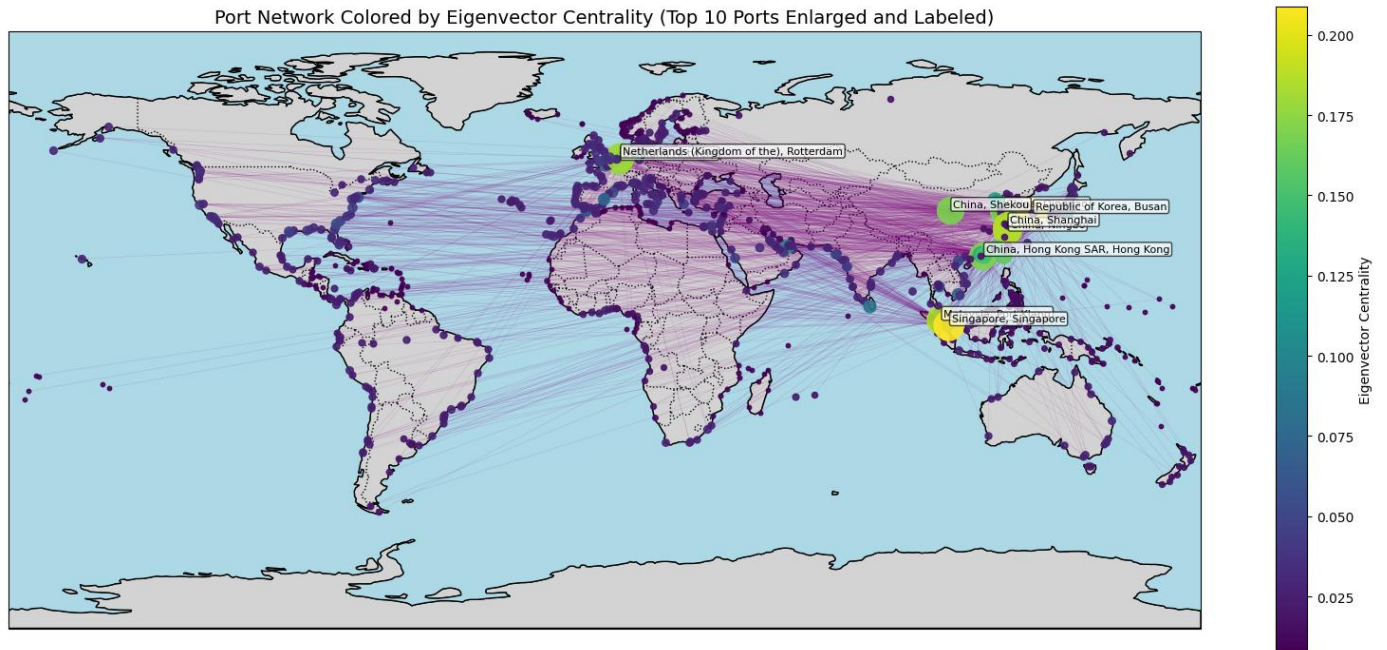 Port Network Colored by Eigenvector Centrality (Top 10 Ports Enlarged and Labeled)
Netherlands (Kingdom of the), Rotterdam
China, Shekou
Republic of Korea, Busan
China, Shanghai
China, Hong Kong SAR, Hong Kong
Singapore, Singapore
0.200
0.175
0.150
0.125
0.100
0.075
0.050
0.025
Eigenvector Centrality